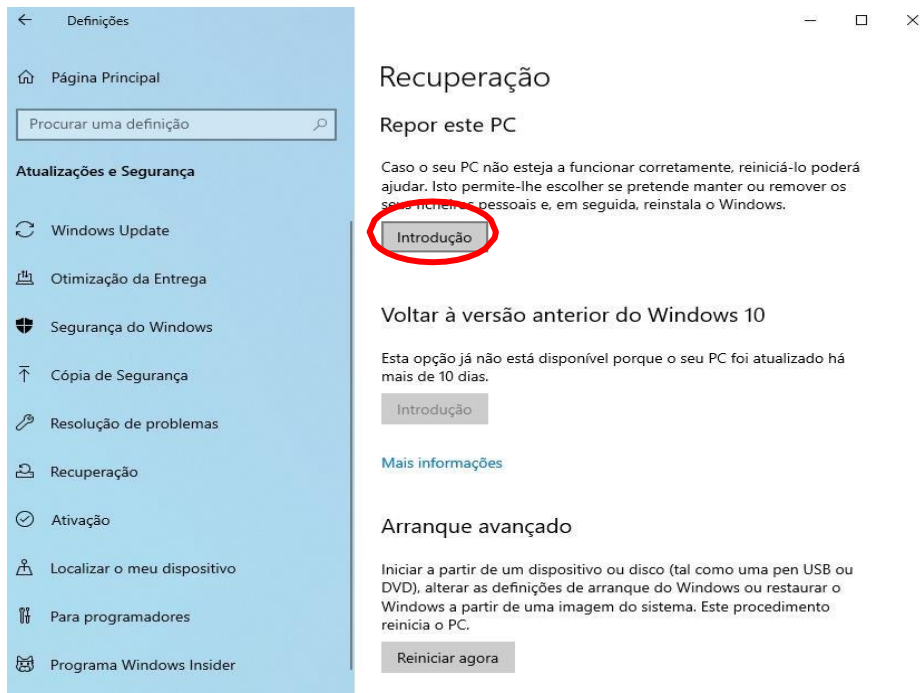 Definições
Página Principal
Procurar uma definição
Atualizações e Segurança
Windows Update
Otimização da Entrega
Segurança do Windows
Cópia de Segurança
Resolução de problemas
Recuperação
Ativação
Localizar o meu dispositivo
Para programadores
Programa Windows Insider
Recuperação
Repor este PC
Caso o seu PC não esteja a funcionar corretamente, reiniciá-lo poderá
ajudar. Isto permite-lhe escolher se pretende manter ou remover os
seus ficheiros pessoais e, em seguida, reinstala o Windows.
Introdução
Voltar à versão anterior do Windows 10
Esta opção já não está disponível porque o seu PC foi atualizado há
mais de 10 dias.
Introdução
Mais informações
Arranque avançado
Iniciar a partir de um dispositivo ou disco (tal como uma pen USB ou
DVD), alterar as definições de arranque do Windows ou restaurar o
Windows a partir de uma imagem do sistema. Este procedimento
reinicia o PC.
Reiniciar agora